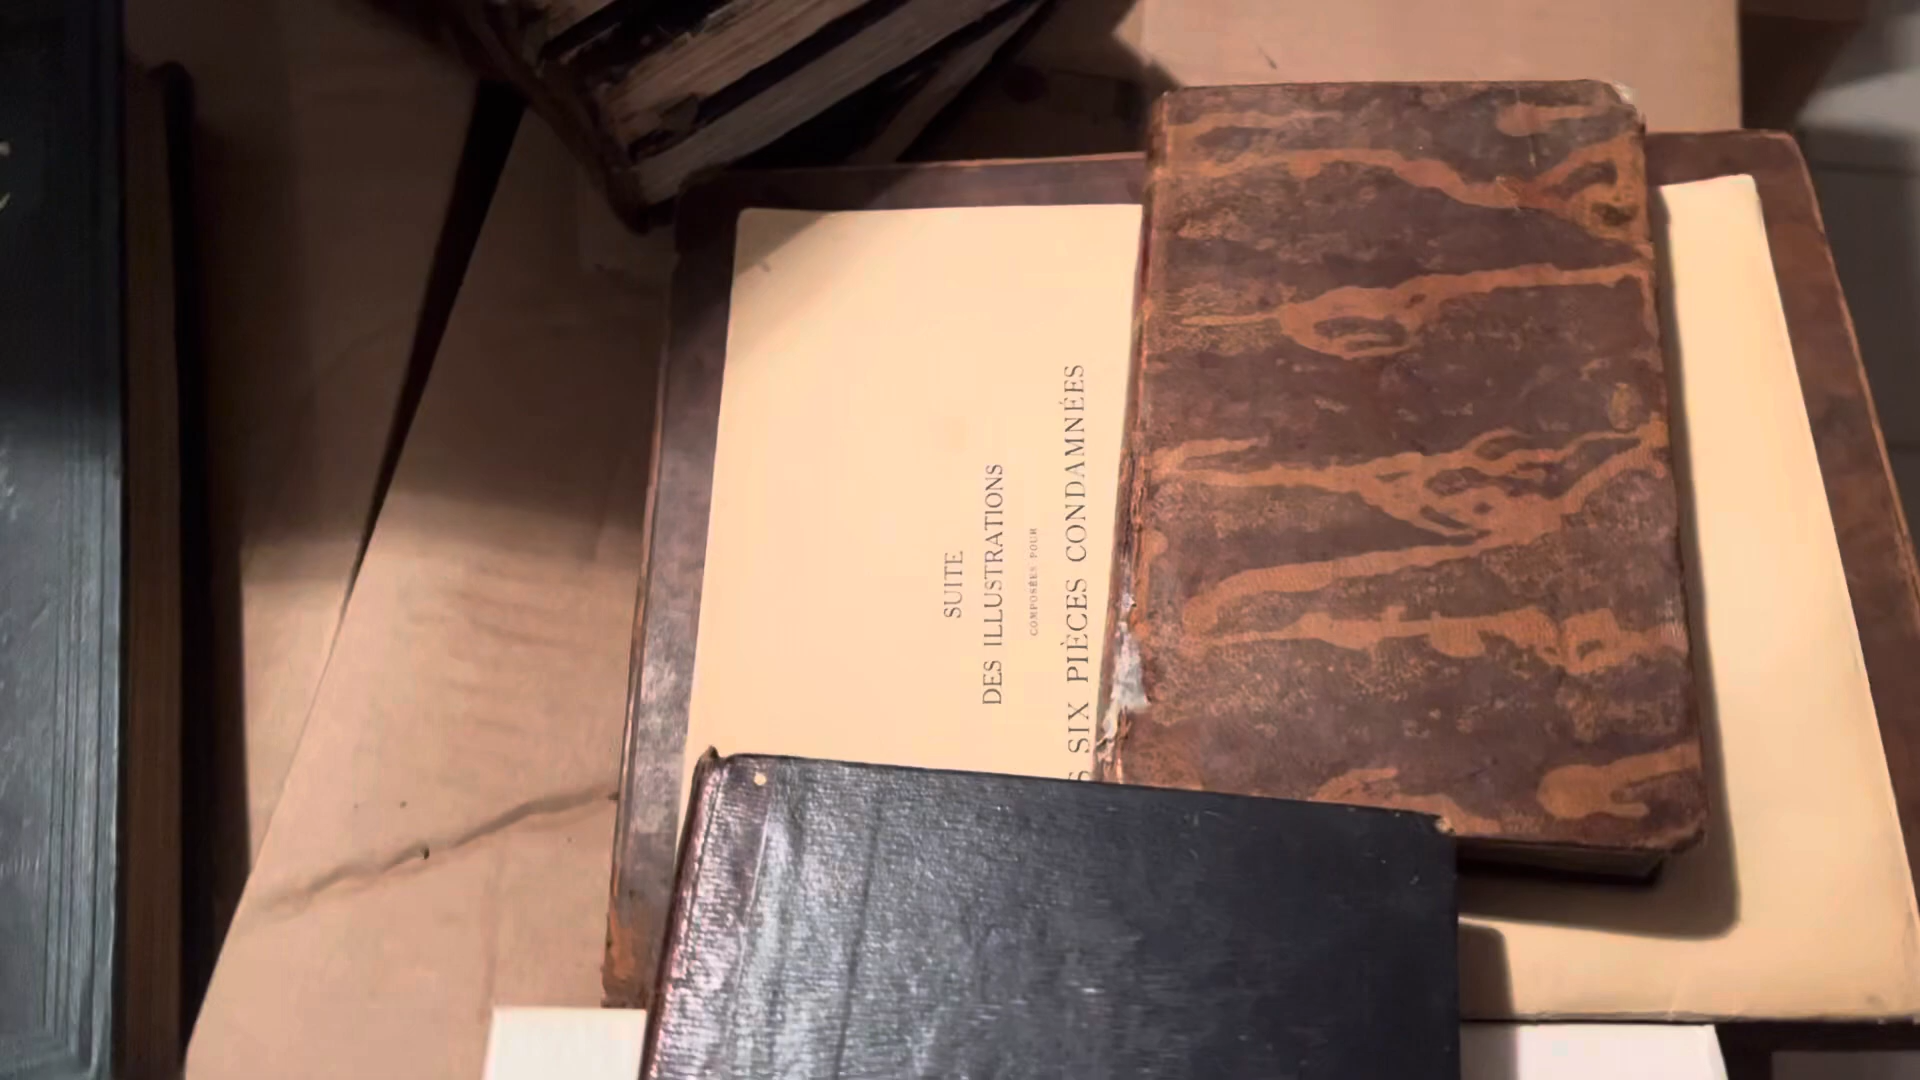 SUITE
DES ILLUSTRATIONS
COMPOSÉES POUR
S SIX PIÈCES CONDAMNÉES